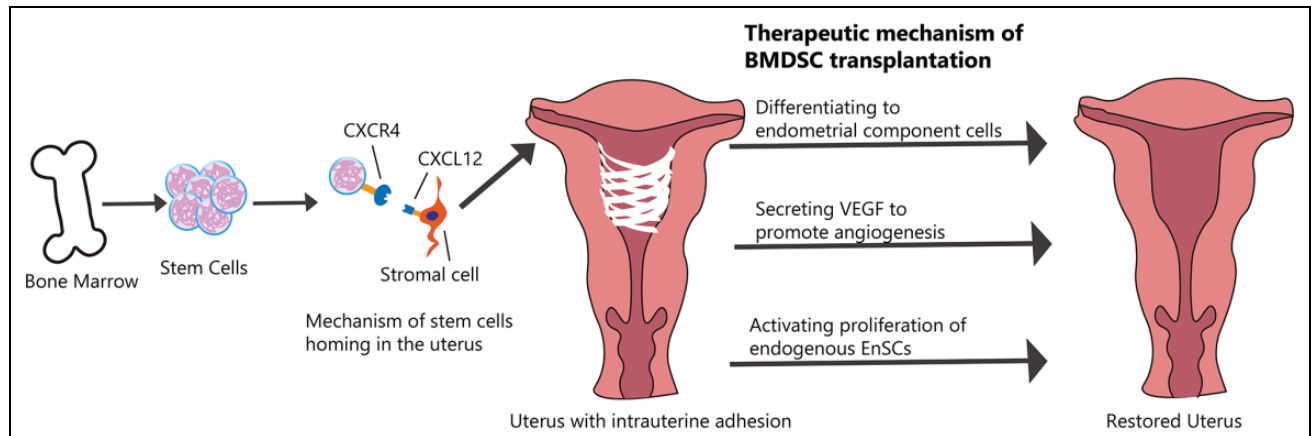 Therapeutic mechanism of
BMDSC transplantation
CXCR4
CXCL12
Differentiating to
endometrial component cells
Secreting VEGF to
promote angiogenesis
Bone Marrow
Stem Cells
Stromal cell
Mechanism of stem cells
homing in the uterus
Activating proliferation of
endogenous EnSCs
Uterus with intrauterine adhesion
Restored Uterus